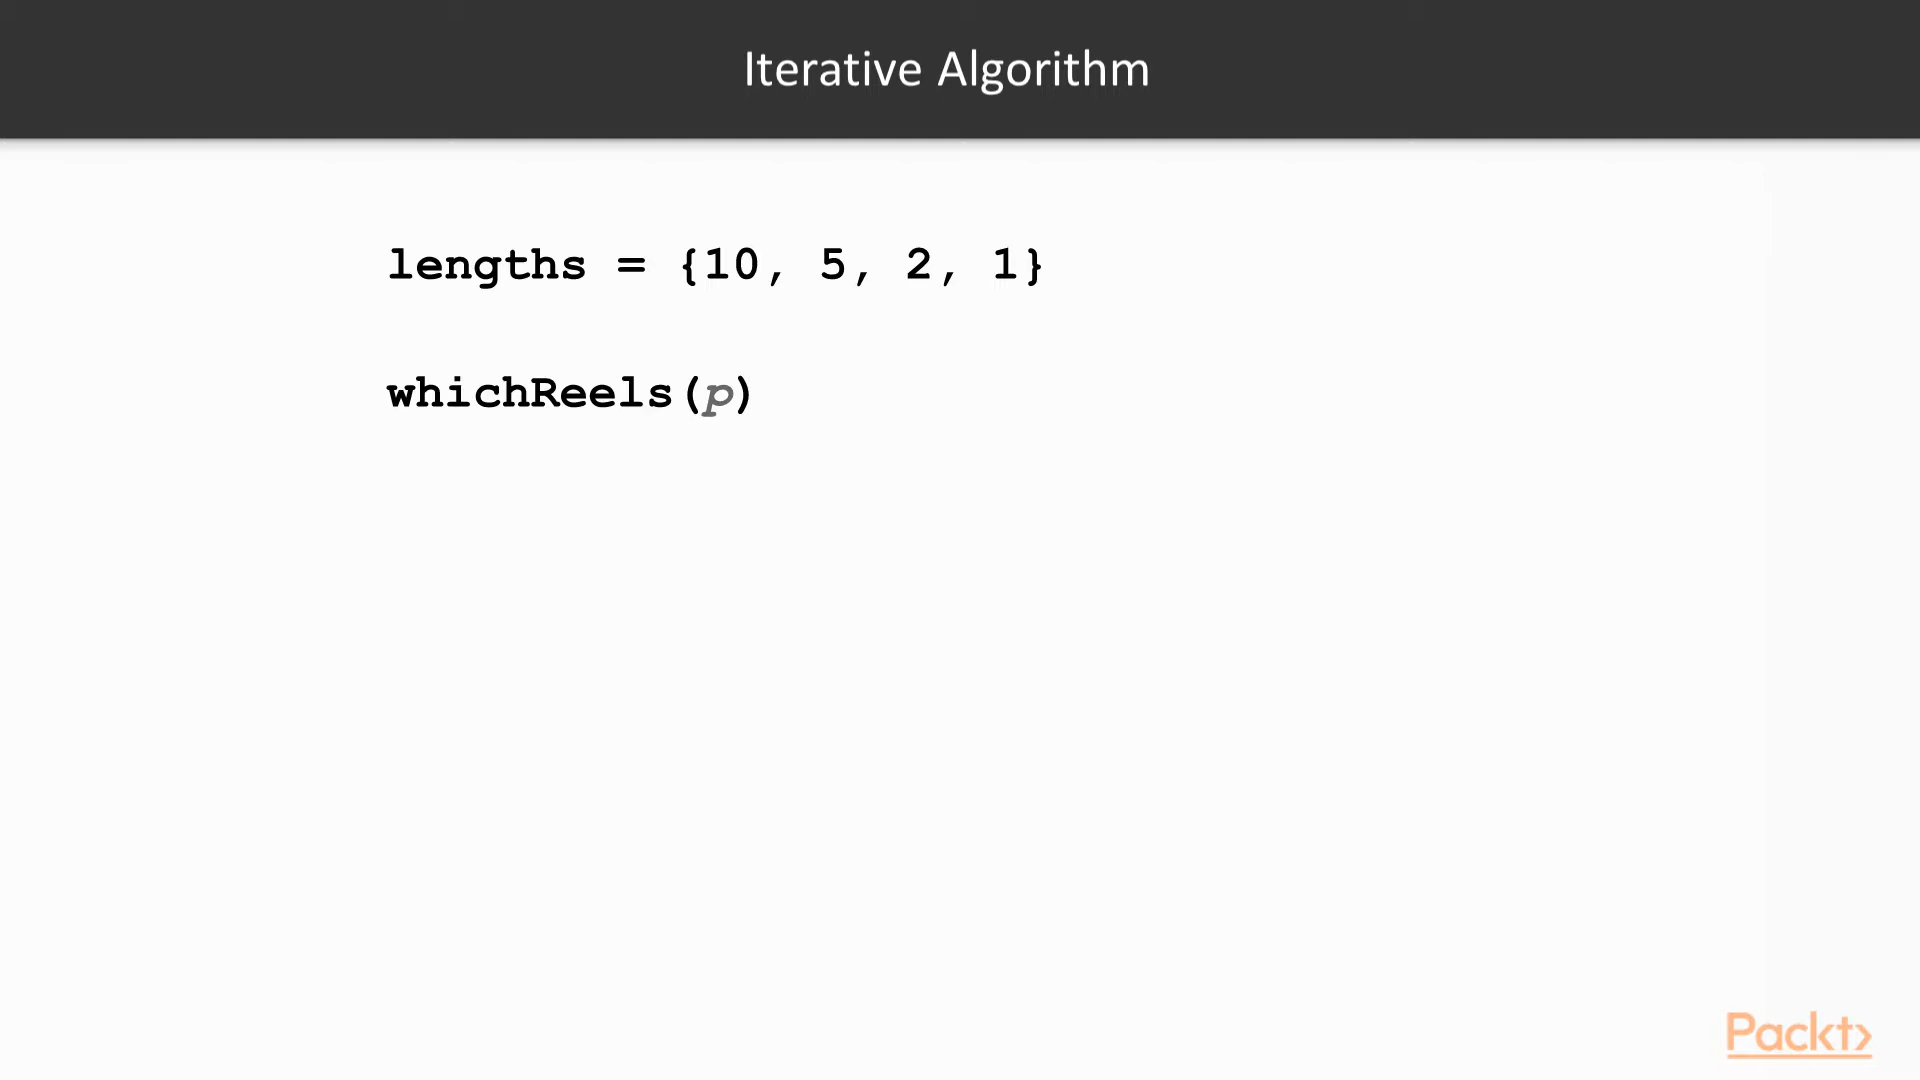 Iterative Algorithm
lengths = {10, 5, 2, 1}
whichReels(p)
Packt>